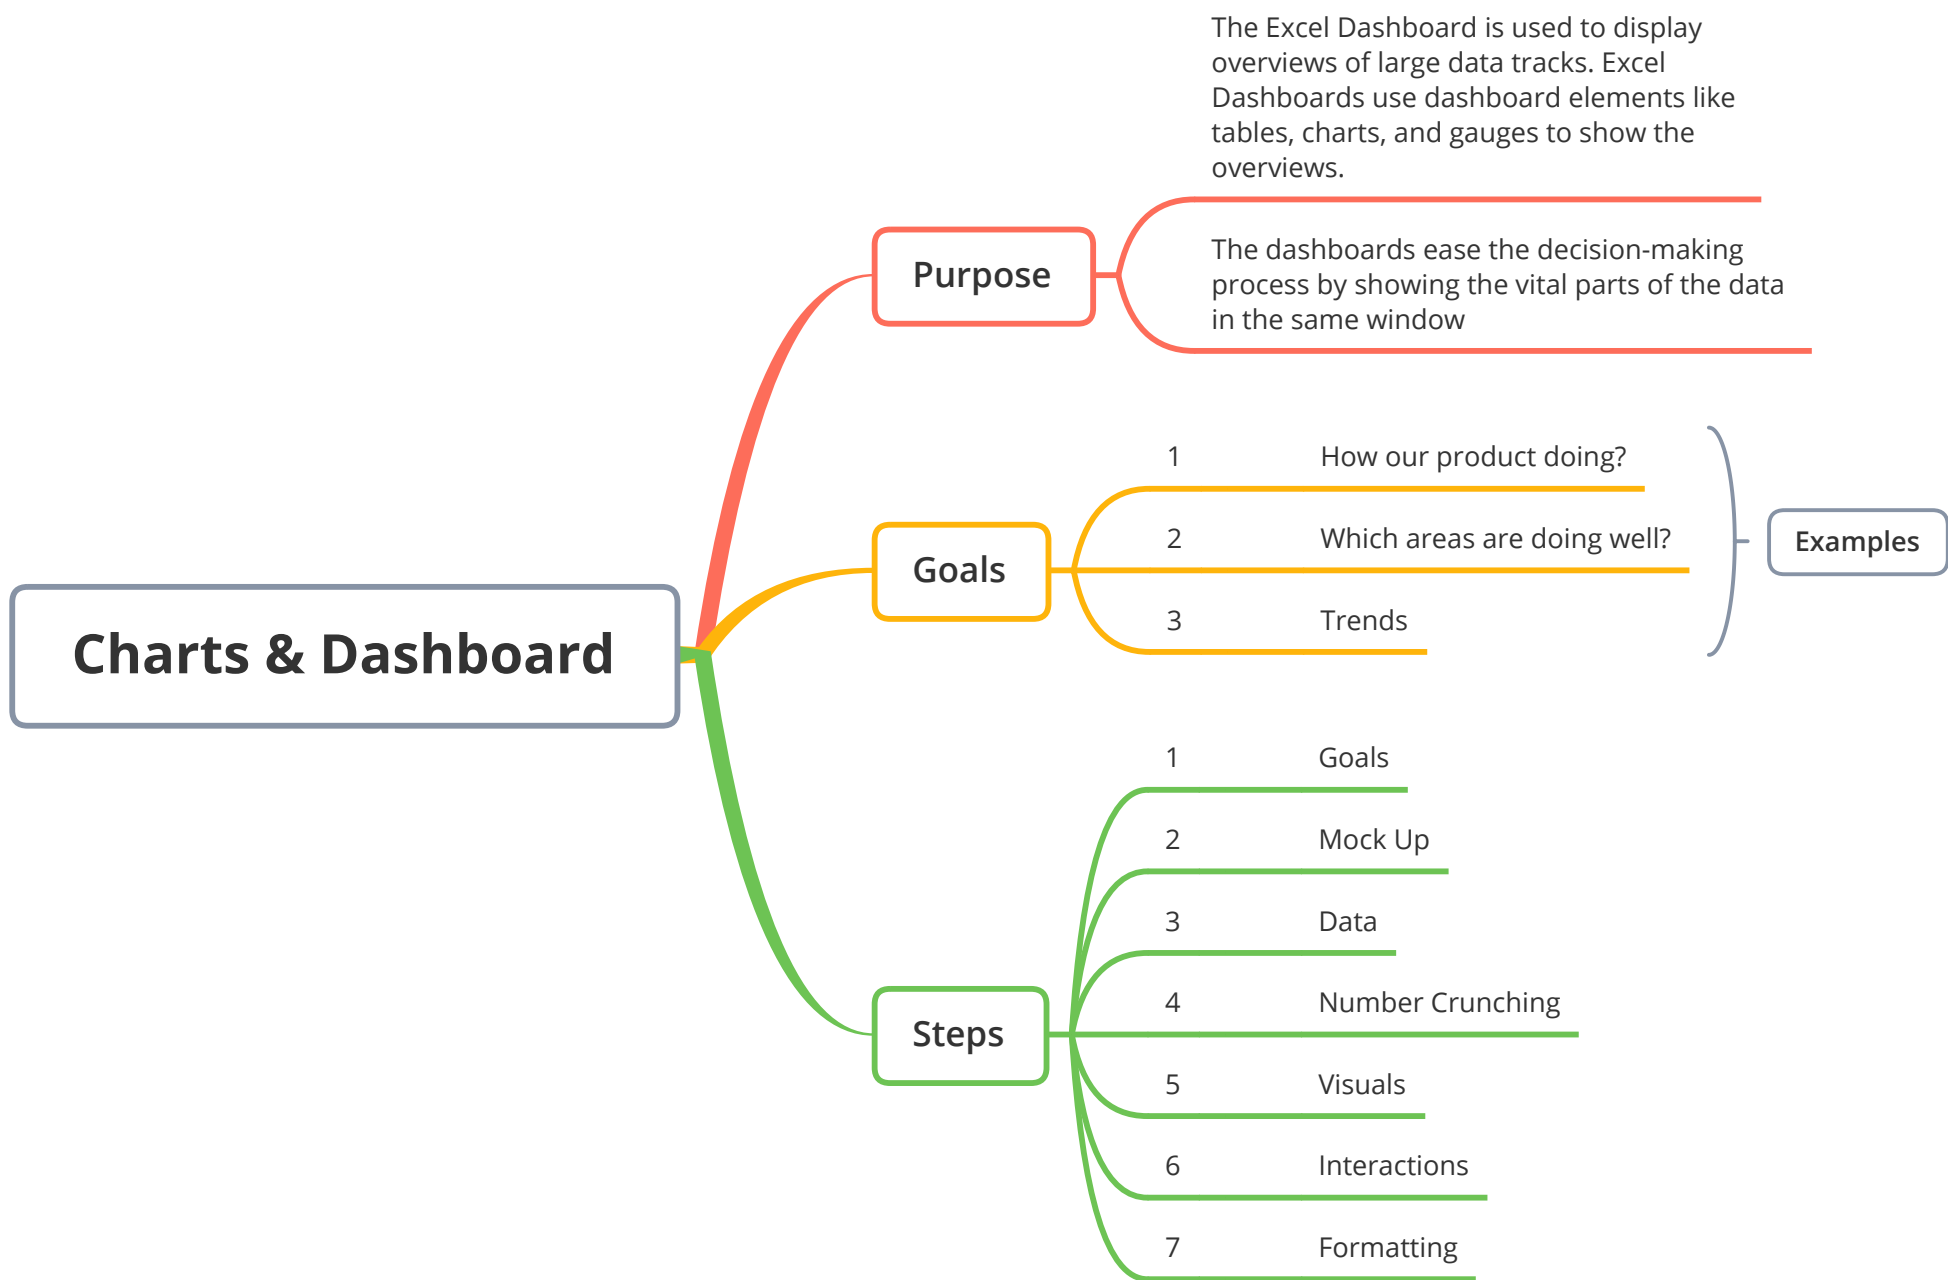 The Excel Dashboard is used to display
overviews of large data tracks. Excel
Dashboards use dashboard elements like
tables, charts, and gauges to show the
overviews.
Purpose
The dashboards ease the decision-making
process by showing the vital parts of the data
in the same window
1 How our product doing?
2 Which areas are doing well?
Examples
Goals
3 Trends
Charts & Dashboard
1 Goals
2 Mock Up
3 Data
4 Number Crunching
Steps
5 Visuals
6 Interactions
7 Formatting